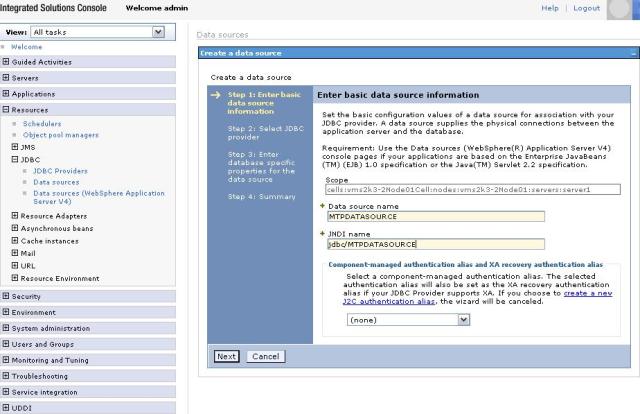 Integrated Solutions Console Welcome admin Help | Logout
View: All tasks
Welcome
Guided Activities
Servers
Applications
Resources
Schedulers
Object pool managers
JMS
JDBC
JDBC Providers
Data sources
Data sources (WebSphere Application
Server V4)
Resource Adapters
Asynchronous beans
Cache instances
Mail
URL
Resource Environment
Security
Environment
System administration
Users and Groups
Monitoring and Tuning
Troubleshooting
Service integration
UDDI
Data sources
Create a data source
Create a data source
Step 1: Enter basic
data source
information
Step 2: Select JDBC
provider
Step 3: Enter
database specific
properties for the
data source
Step 4: Summary
Enter basic data source information
Set the basic configuration values of a data source for association with your
JDBC provider. A data source supplies the physical connections between the
application server and the database.
Requirement: Use the Data sources (WebSphere(R) Application Server V4)
console pages if your applications are based on the Enterprise JavaBeans
(TM) (EJB) 1.0 specification or the Java(TM) Servlet 2.2 specification.
Scope
cells:vms2k3-2Node01Cell:nodes:vms2k3-2Node01:servers:server1
Data source name
MTPDATASOURCE
JNDI name
jdbc/MTPDATASOURCE
Component-managed authentication alias and XA recovery authentication alias
Select a component-managed authentication alias. The selected
authentication alias will also be set as the XA recovery authentication
alias if your JDBC Provider supports XA. If you choose to create a new
J2C authentication alias, the wizard will be canceled.
(none)
Next Cancel